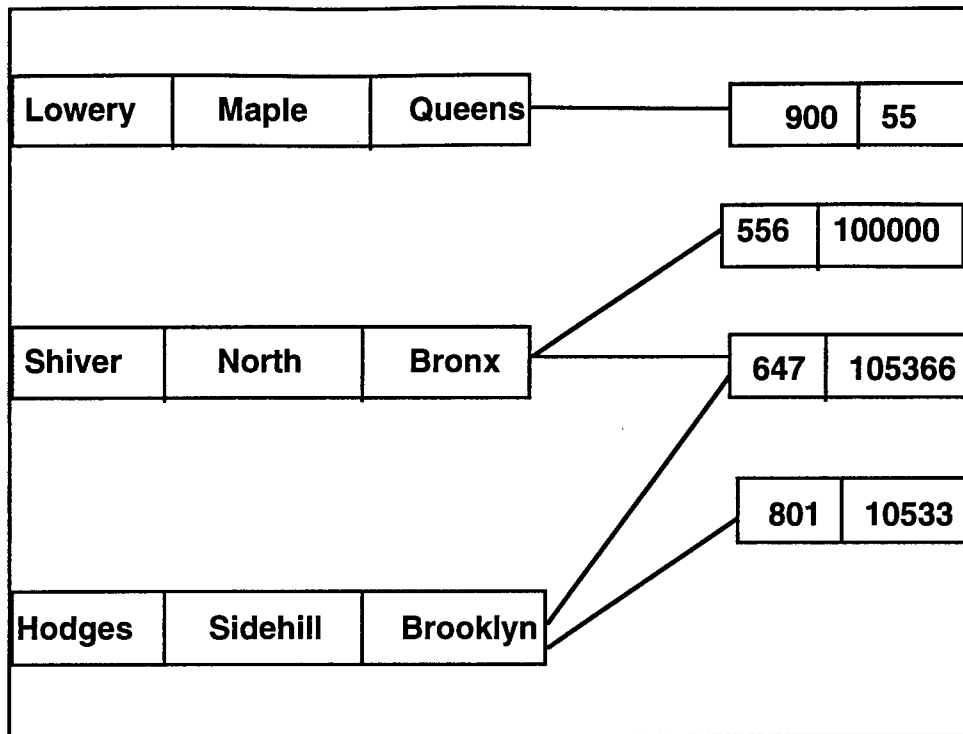 Lowery Maple Queens 900 55
556 100000
Shiver North Bronx 647 105366
801 10533
Hodges Sidehill Brooklyn